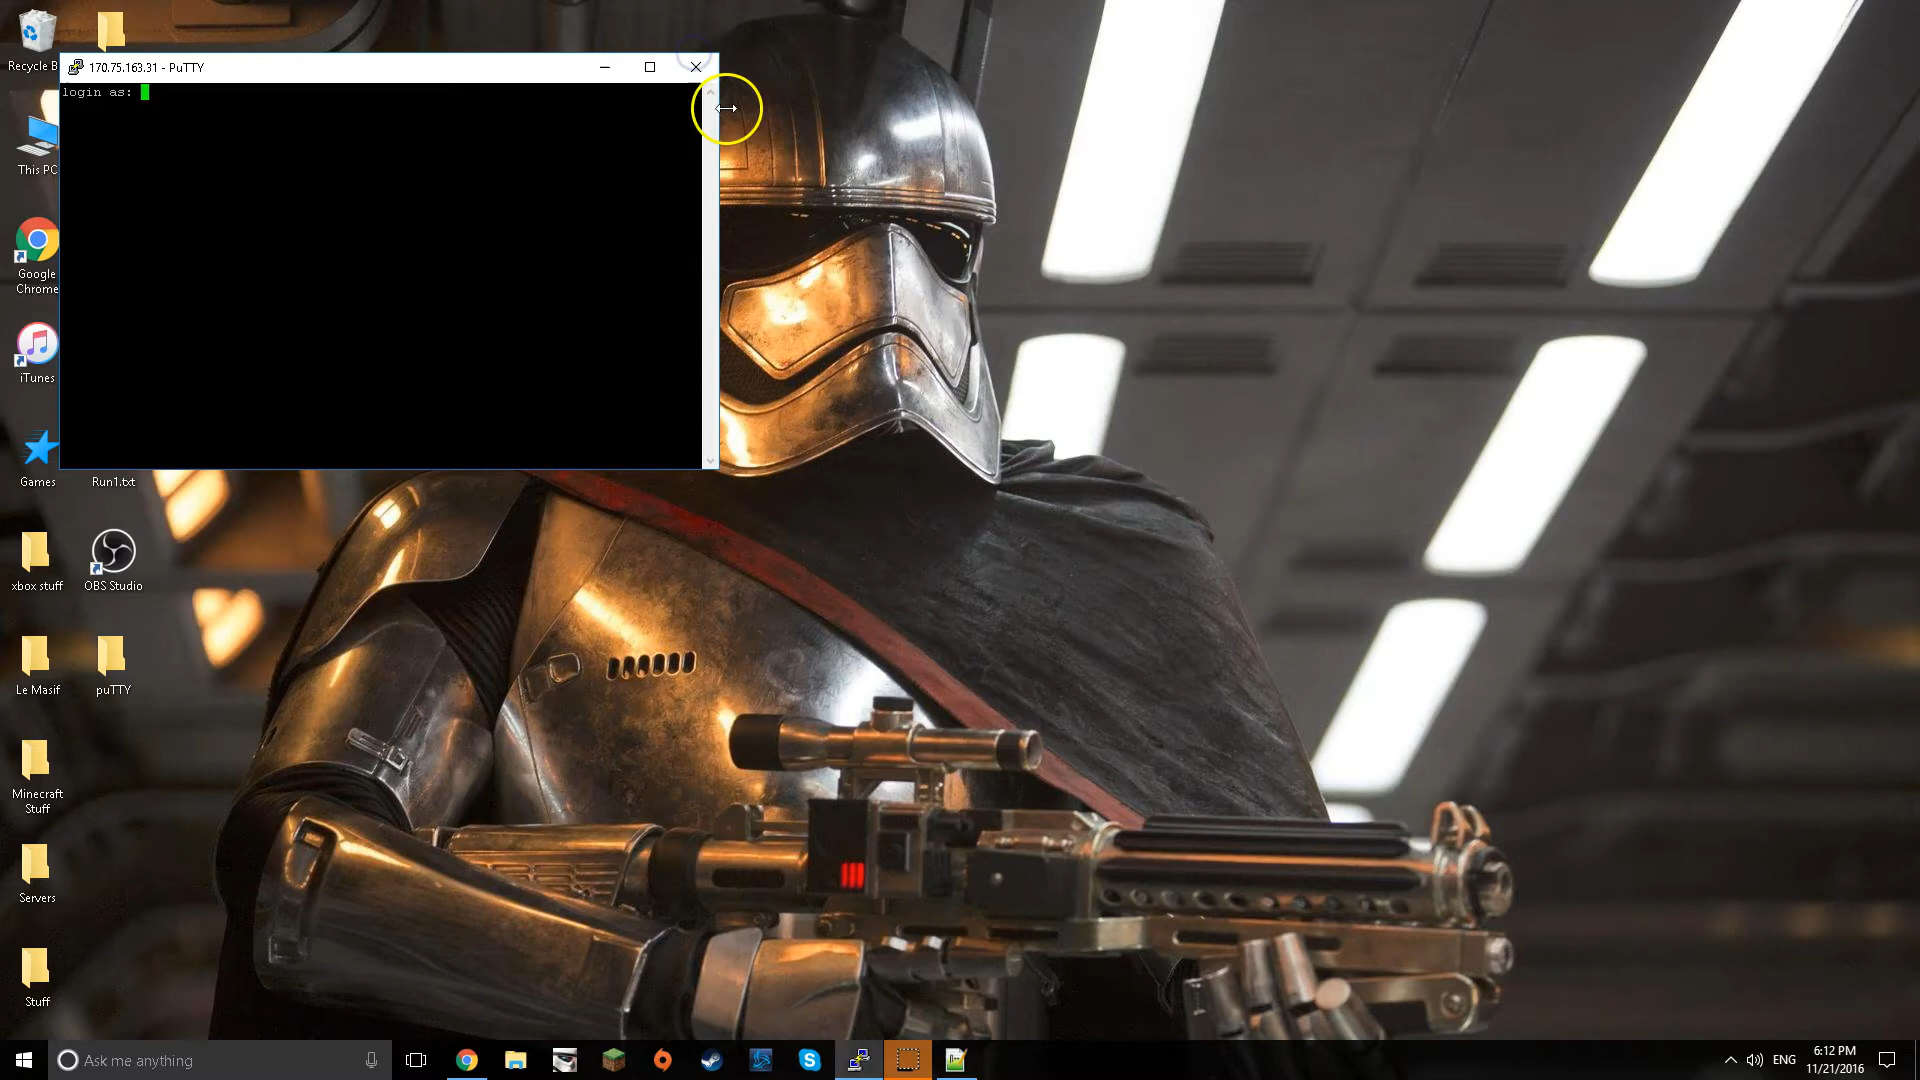 Recycle B
170.75.163.31 - PuTTY
login as:
This PC
Google
Chrome
iTunes
Games
Run1.txt
xbox stuff
OBS Studio
Le Masif
puTTY
Minecraft
Stuff
Servers
Stuff
Ask me anything
ENG
6:12 PM
11/21/2016